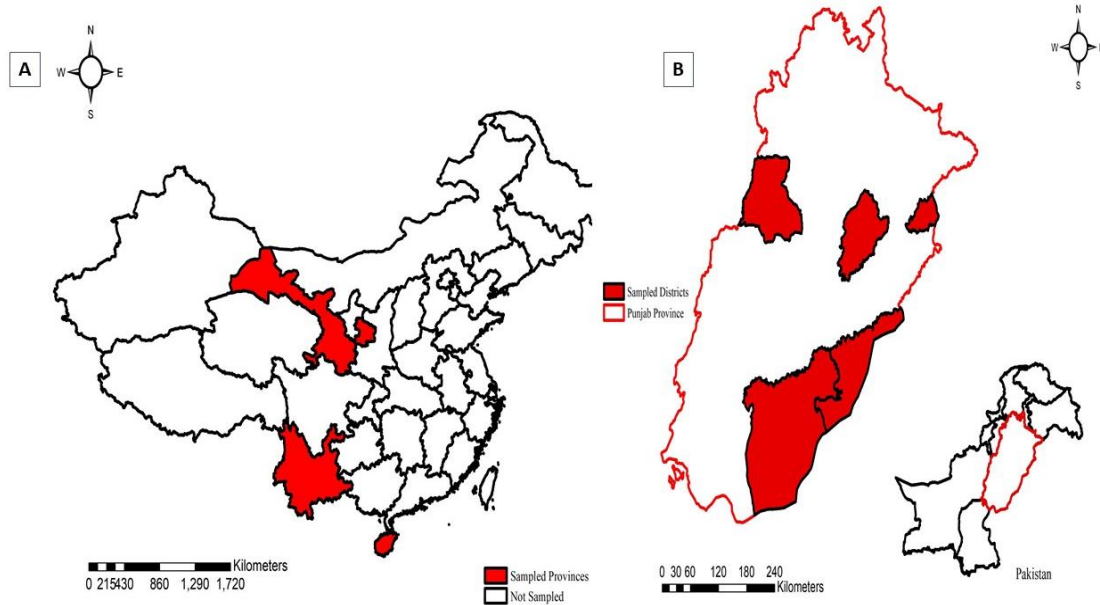 A
N
W E
S
Kilometers
0 215430 860 1,290 1,720
Sampled Provinces
Not Sampled
B
N
W E
S
Sampled Districts
Punjab Province
0 30 60 120 180 240
Kilometers
Pakistan